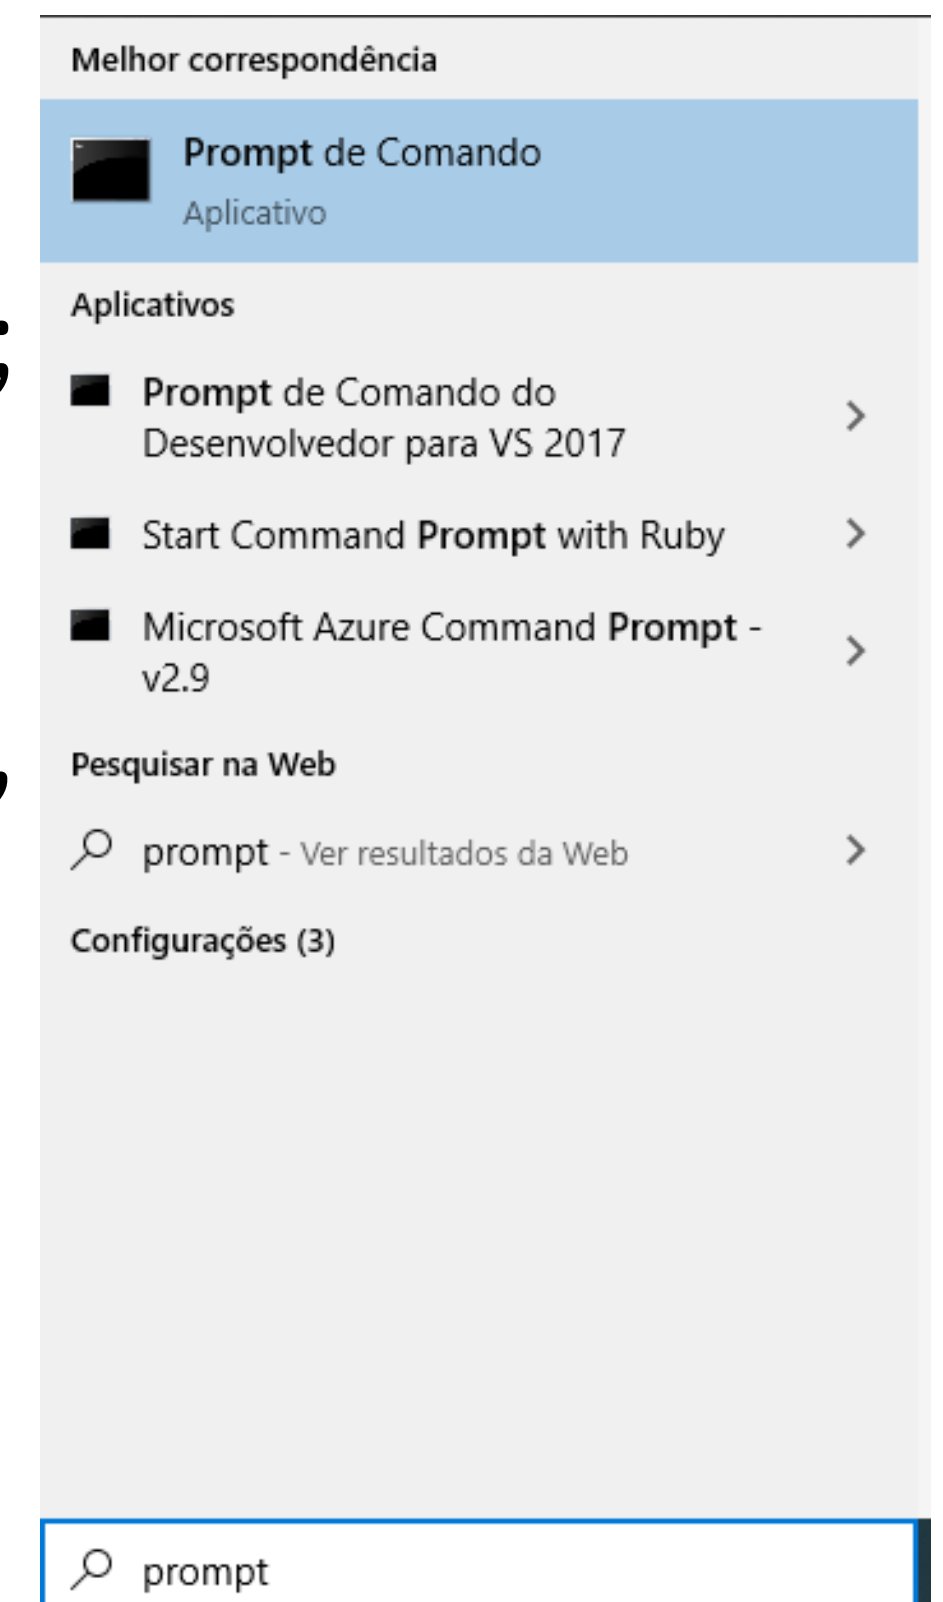 Melhor correspondência
Prompt de Comando
Aplicativo
Aplicativos
;
Prompt de Comando do
Desenvolvedor para VS 2017
Start Command Prompt with Ruby
Microsoft Azure Command Prompt -
v2.9
Pesquisar na Web
,
prompt - Ver resultados da Web
Configurações (3)
prompt